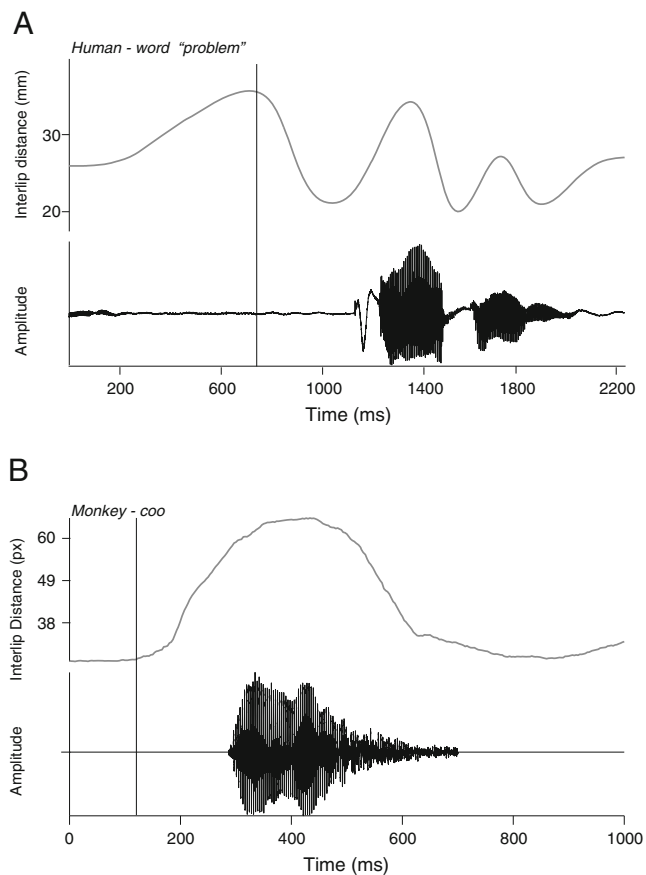 A
Human - word “problem”
Interlip distance (mm)
30
20
Amplitude
200 600 1000 1400 1800 2200
Time (ms)
B
Monkey - coo
Interlip Distance (px)
60
49
38
Amplitude
0 200 400 600 800 1000
Time (ms)